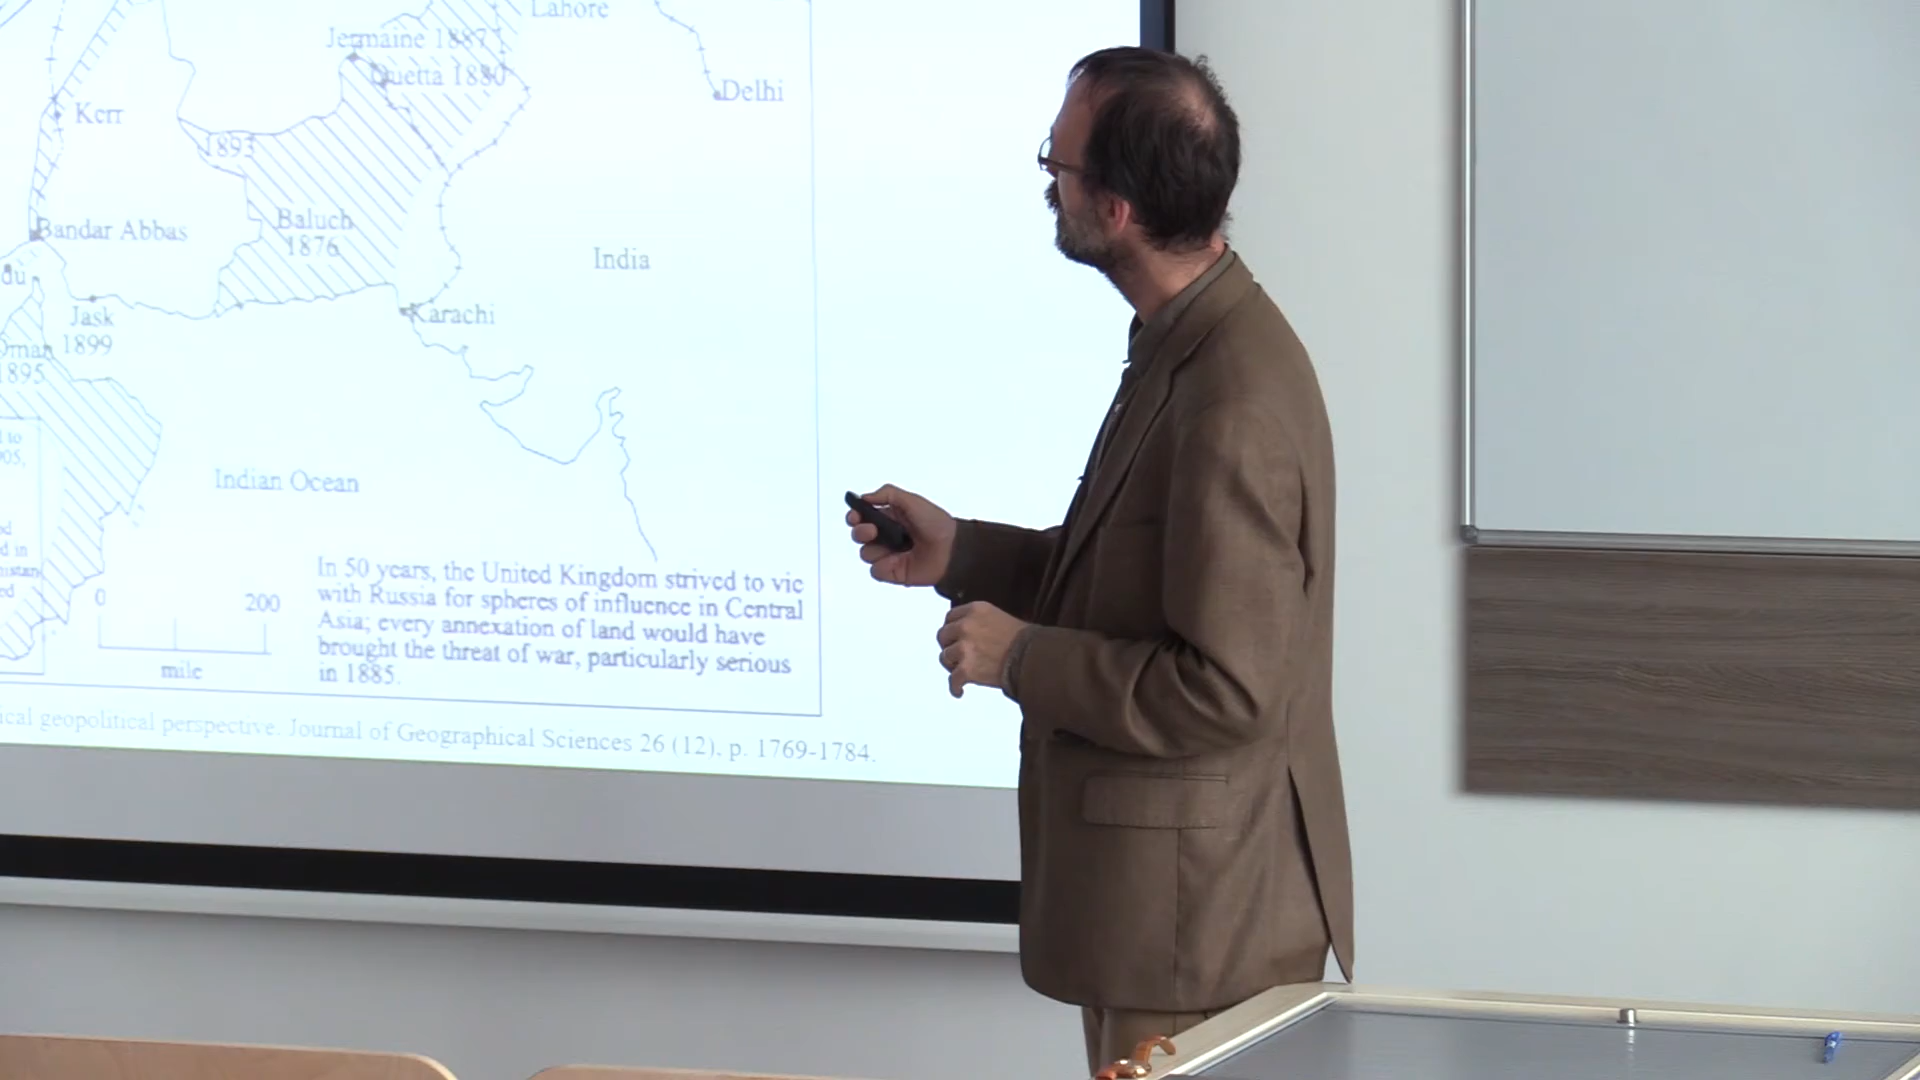 Lahore
Jermaine 1887
Quetta 1880
Delhi
Kerr
1893
Baluch
1876
Bandar Abbas
India
Jask
1899
Karachi
Oman
1895
Indian Ocean
In 50 years, the United Kingdom strived to vie
with Russia for spheres of influence in Central
Asia; every annexation of land would have
brought the threat of war, particularly serious
in 1885.
0 200
mile
geopolitical perspective. Journal of Geographical Sciences 26 (12), p. 1769-1784.